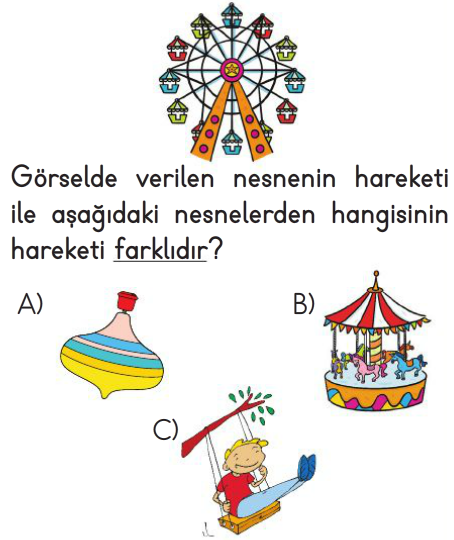 Görselde verilen nesnenin hareketi
ile aşağıdaki nesnelerden hangisinin
hareketi farklıdır?
A)
B)
C)